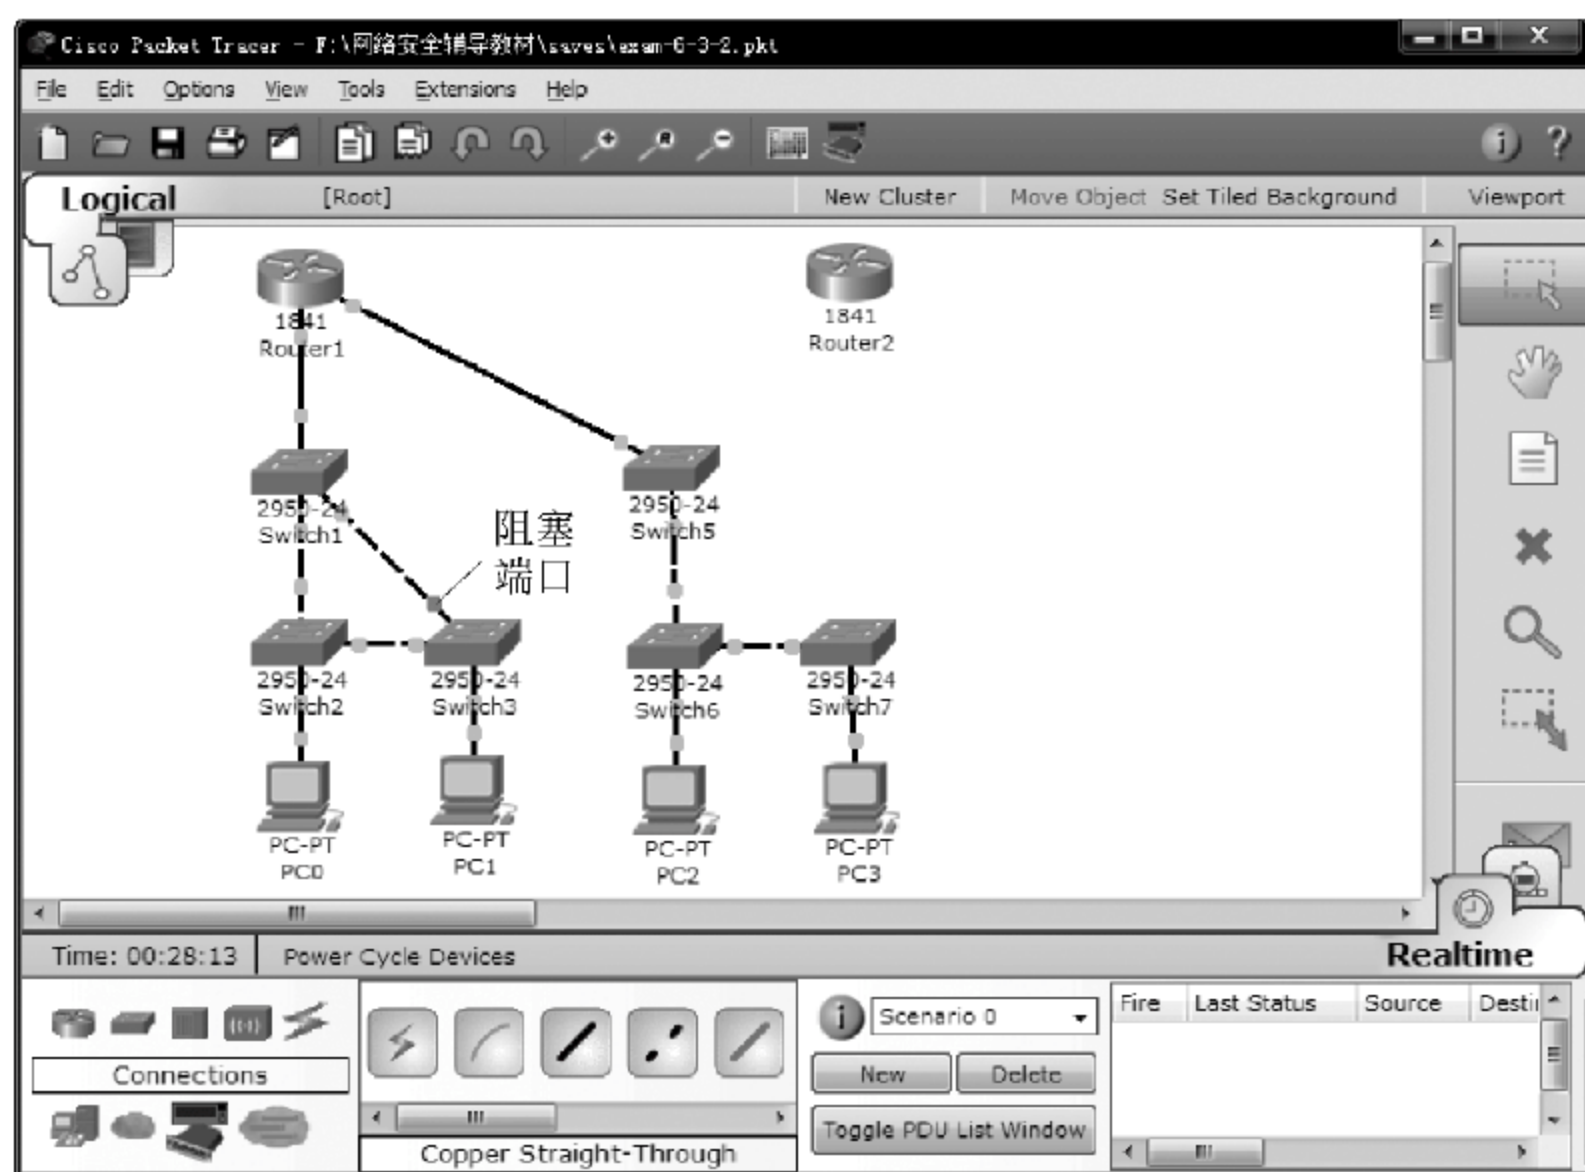 Cisco Packet Tracer - F:\网络安全辅导教材\saves\exam-6-3-2.pkt
File Edit Options View Tools Extensions Help
Logical [Root] New Cluster Move Object Set Tiled Background Viewport
1841
Router1
1841
Router2
2950-24
Switch1
阻塞
端口
2950-24
Switch5
2950-24
Switch2
2950-24
Switch3
2950-24
Switch6
2950-24
Switch7
PC-PT
PC0
PC-PT
PC1
PC-PT
PC2
PC-PT
PC3
Time: 00:28:13 Power Cycle Devices Realtime
Connections
Copper Straight-Through
Scenario 0
New Delete
Toggle PDU List Window
Fire Last Status Source Desti